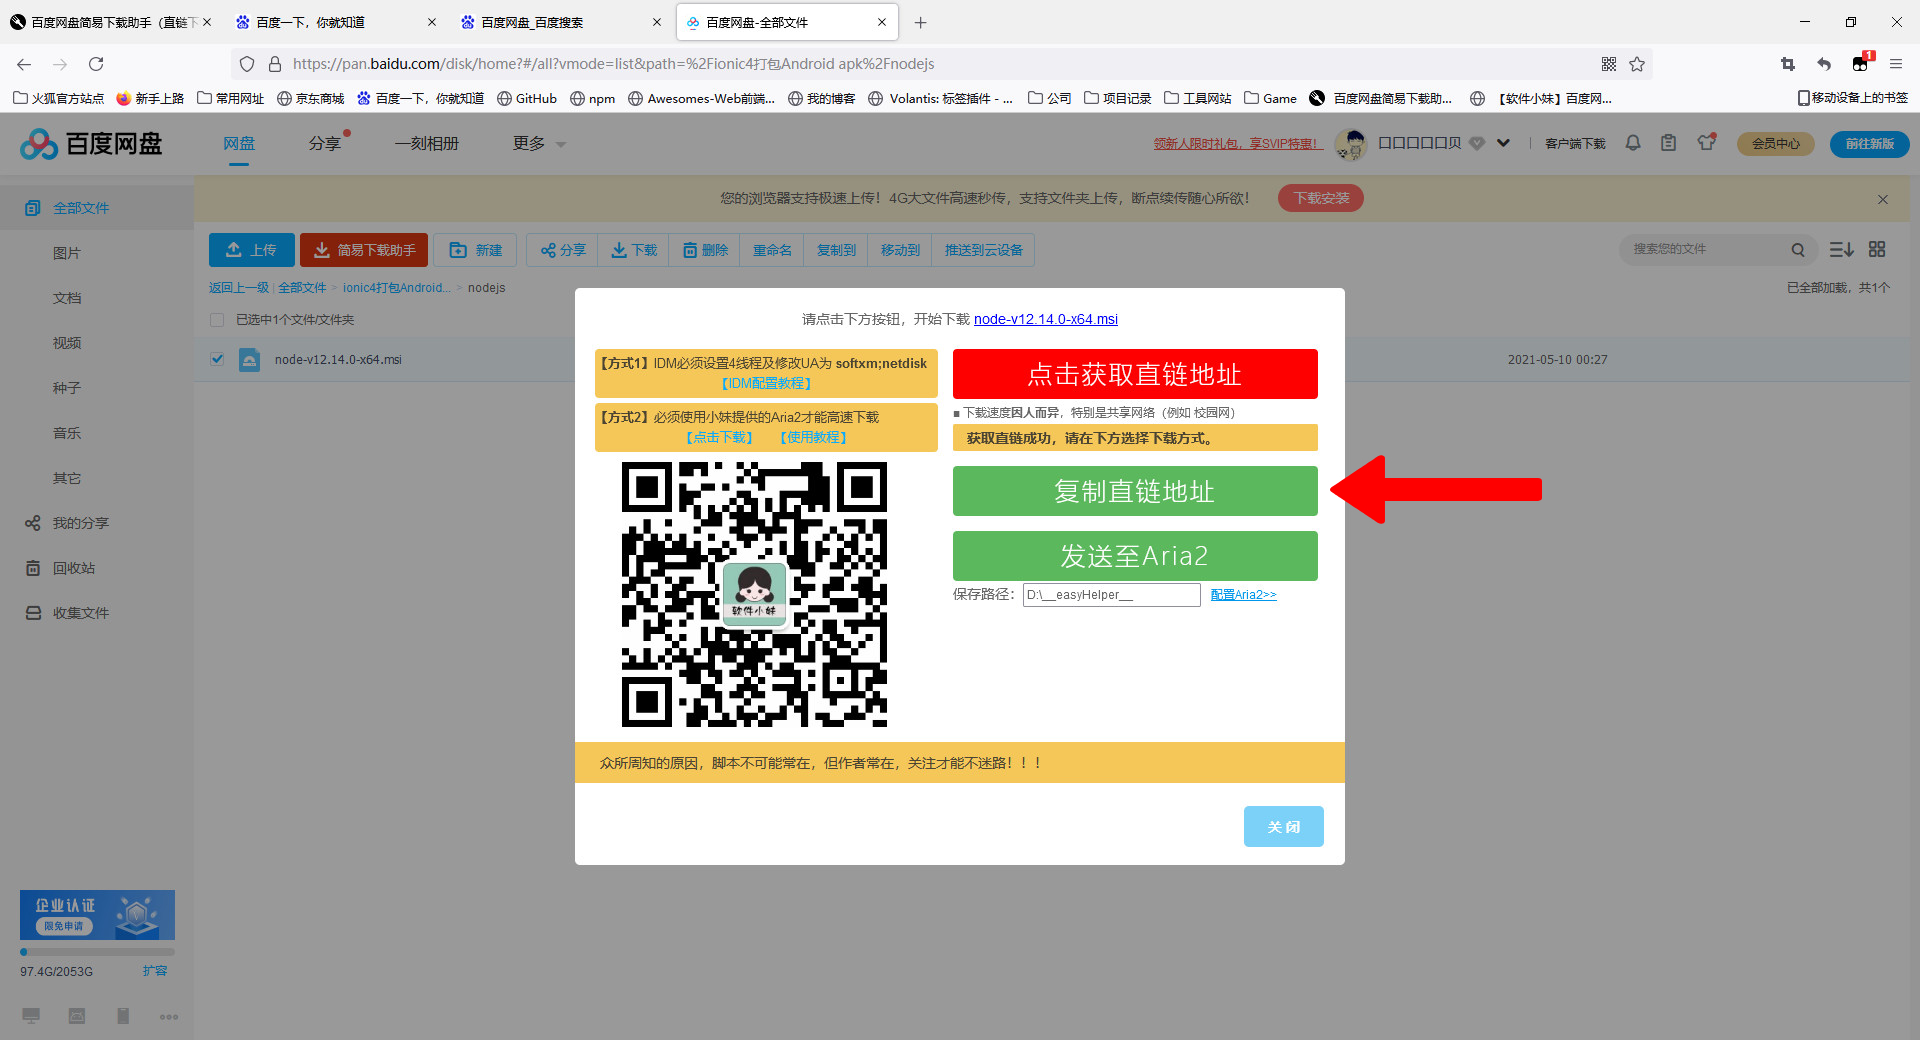 百度网盘简易下载助手（直链下
百度一下，你就知道
百度网盘_百度搜索
百度网盘-全部文件
https://pan.baidu.com/disk/home?#/all?vmode=list&path=%2Fionic4打包Android apk%2Fnodejs
1
火狐官方站点
新手上路
常用网址
京东商城
百度一下，你就知道
GitHub
npm
Awesomes-Web前端...
我的博客
Volantis: 标签插件 - ...
公司
项目记录
工具网站
Game
百度网盘简易下载助...
【软件小妹】百度网...
移动设备上的书签
百度网盘
网盘
分享
一刻相册
更多
领新人限时礼包，享SVIP特惠！
口口口口口贝
客户端下载
会员中心
前往新版
您的浏览器支持极速上传！4G大文件高速秒传，支持文件夹上传，断点续传随心所欲！
下载安装
全部文件
图片
文档
视频
种子
音乐
其它
我的分享
回收站
收集文件
上传
简易下载助手
新建
分享
下载
删除
重命名
复制到
移动到
推送到云设备
搜索您的文件
返回上一级 | 全部文件 > ionic4打包Android... > nodejs
已全部加载，共1个
已选中1个文件/文件夹
node-v12.14.0-x64.msi
2021-05-10 00:27
请点击下方按钮，开始下载 node-v12.14.0-x64.msi
【方式1】IDM必须设置4线程及修改UA为 softxm;netdisk
【IDM配置教程】
【方式2】必须使用小妹提供的Aria2才能高速下载
【点击下载】 【使用教程】
软件小妹
点击获取直链地址
■ 下载速度因人而异，特别是共享网络（例如 校园网）
获取直链成功，请在下方选择下载方式。
复制直链地址
发送至Aria2
保存路径： D:\__easyHelper__ 配置Aria2>>
众所周知的原因，脚本不可能常在，但作者常在，关注才能不迷路！！！
关闭
企业认证
限免申请
97.4G/2053G
扩容